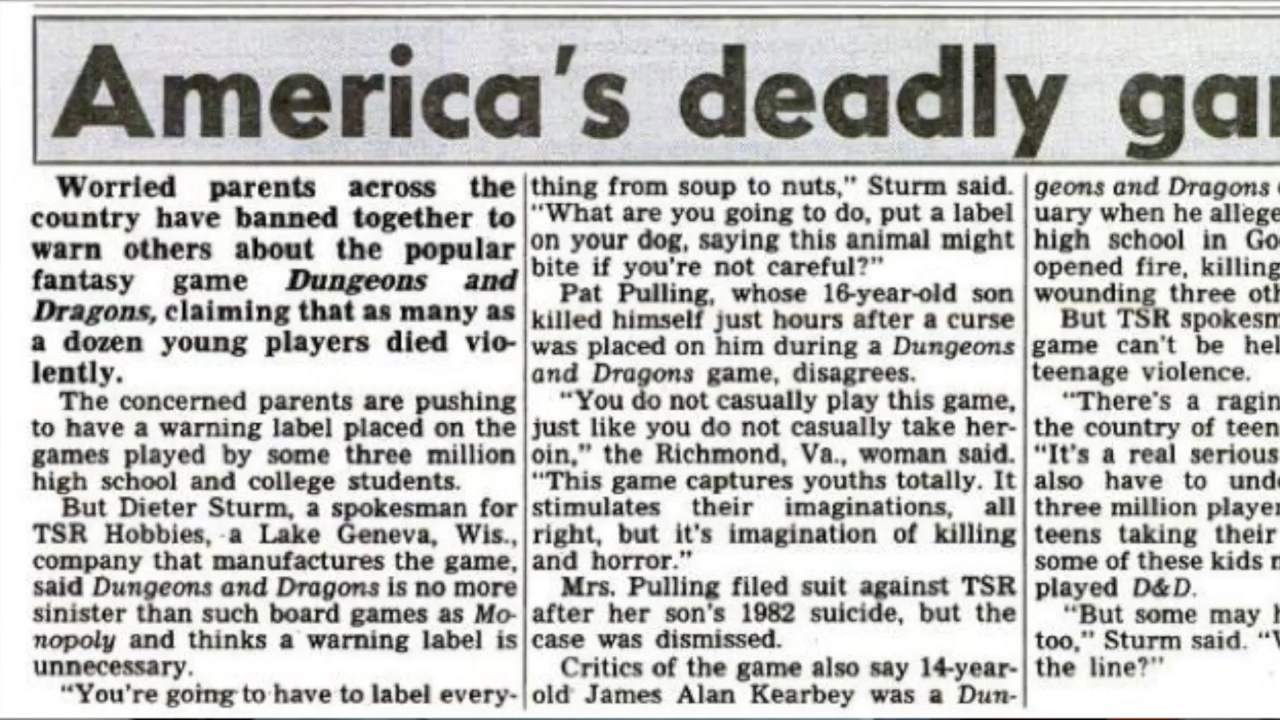 America's deadly
Worried parents across the
country have banned together to
warn others about the popular
fantasy game Dungeons and
Dragons, claiming that as many as
a dozen young players died vio-
lently.
The concerned parents are pushing
to have a warning label placed on the
games played by some three million
high school and college students.
But Dieter Sturm, a spokesman for
TSR Hobbies, a Lake Geneva, Wis.,
company that manufactures the game,
said Dungeons and Dragons is no more
sinister than such board games as Mo-
nopoly and thinks a warning label is
unnecessary.
"You're going to have to label every-
thing from soup to nuts," Sturm said.
"What are you going to do, put a label
on your dog, saying this animal might
bite if you're not careful?"
Pat Pulling, whose 16-year-old son
killed himself just hours after a curse
was placed on him during a Dungeons
and Dragons game, disagrees.
"You do not casually play this game,
just like you do not casually take her-
oin," the Richmond, Va., woman said.
"This game captures youths totally. It
stimulates their imaginations, all
right, but it's imagination of killing
and horror."
Mrs. Pulling filed suit against TSR
after her son's 1982 suicide, but the
case was dismissed.
Critics of the game also say 14-year-
old James Alan Kearbey was a Dun-
geons and Dragons
uary when he allege
high school in Go
opened fire, killing
wounding three oth
But TSR spokesm
game can't be hel
teenage violence.
"There's a ragin
the country of teen
"It's a real serious
also have to unde
three million player
teens taking their
some of these kids
played D&D.
"But some may
too," Sturm said.
the line?"